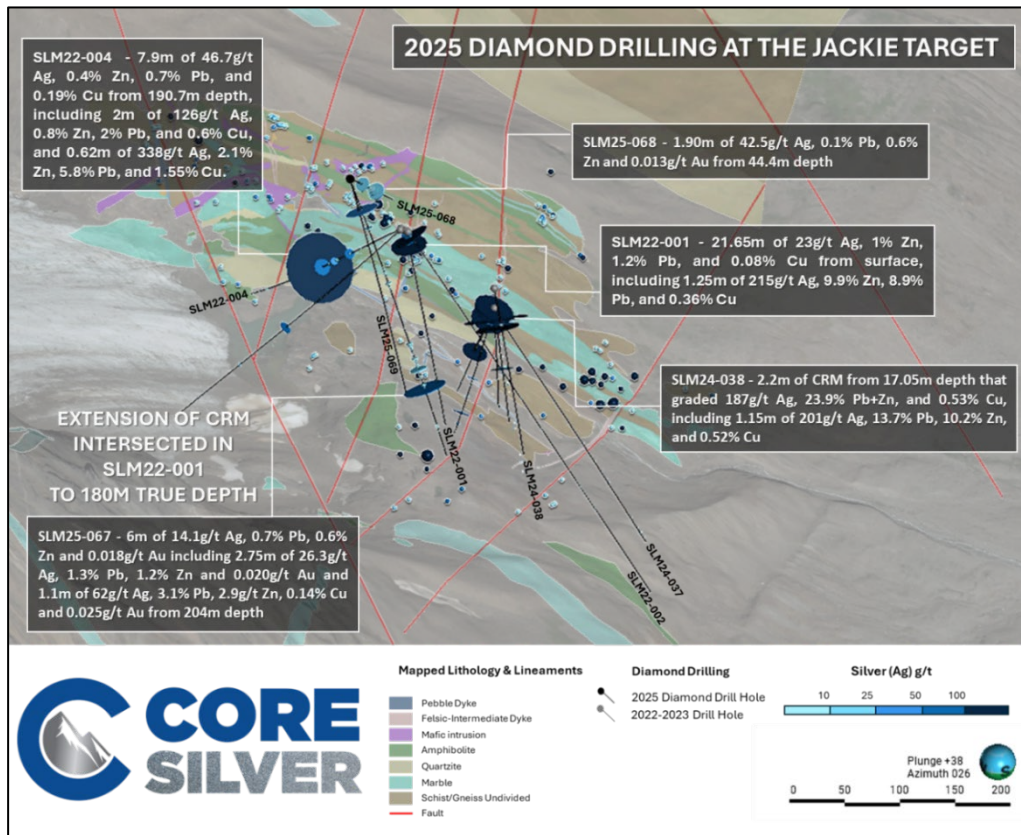 2025 DIAMOND DRILLING AT THE JACKIE TARGET
SLM22-004 - 7.9m of 46.7g/t
Ag, 0.4% Zn, 0.7% Pb, and
0.19% Cu from 190.7m depth,
including 2m of 126g/t Ag,
0.8% Zn, 2% Pb, and 0.6% Cu,
and 0.62m of 338g/t Ag, 2.1%
Zn, 5.8% Pb, and 1.55% Cu.
SLM25-068 - 1.90m of 42.5g/t Ag, 0.1% Pb, 0.6%
Zn and 0.013g/t Au from 44.4m depth
SLM25-068
SLM22-001 - 21.65m of 23g/t Ag, 1% Zn,
1.2% Pb, and 0.08% Cu from surface,
including 1.25m of 215g/t Ag, 9.9% Zn, 8.9%
Pb, and 0.36% Cu
SLM22-004
SLM25-069
SLM24-038 - 2.2m of CRM from 17.05m depth that
graded 187g/t Ag, 23.9% Pb+Zn, and 0.53% Cu,
including 1.15m of 201g/t Ag, 13.7% Pb, 10.2% Zn,
and 0.52% Cu
EXTENSION OF CRM
INTERSECTED IN
SLM22-001
TO 180M TRUE DEPTH
SLM22-001
SLM24-038
SLM24-037
SLM22-002
SLM25-067 - 6m of 14.1g/t Ag, 0.7% Pb, 0.6%
Zn and 0.018g/t Au including 2.75m of 26.3g/t
Ag, 1.3% Pb, 1.2% Zn and 0.020g/t Au and
1.1m of 62g/t Ag, 3.1% Pb, 2.9g/t Zn, 0.14% Cu
and 0.025g/t Au from 204m depth
CORE
SILVER
Mapped Lithology & Lineaments
Pebble Dyke
Felsic-Intermediate Dyke
Mafic intrusion
Amphibolite
Quartzite
Marble
Schist/Gneiss Undivided
Fault
Diamond Drilling
2025 Diamond Drill Hole
2022-2023 Drill Hole
Silver (Ag) g/t
10 25 50 100
Plunge +38
Azimuth 026
0 50 100 150 200